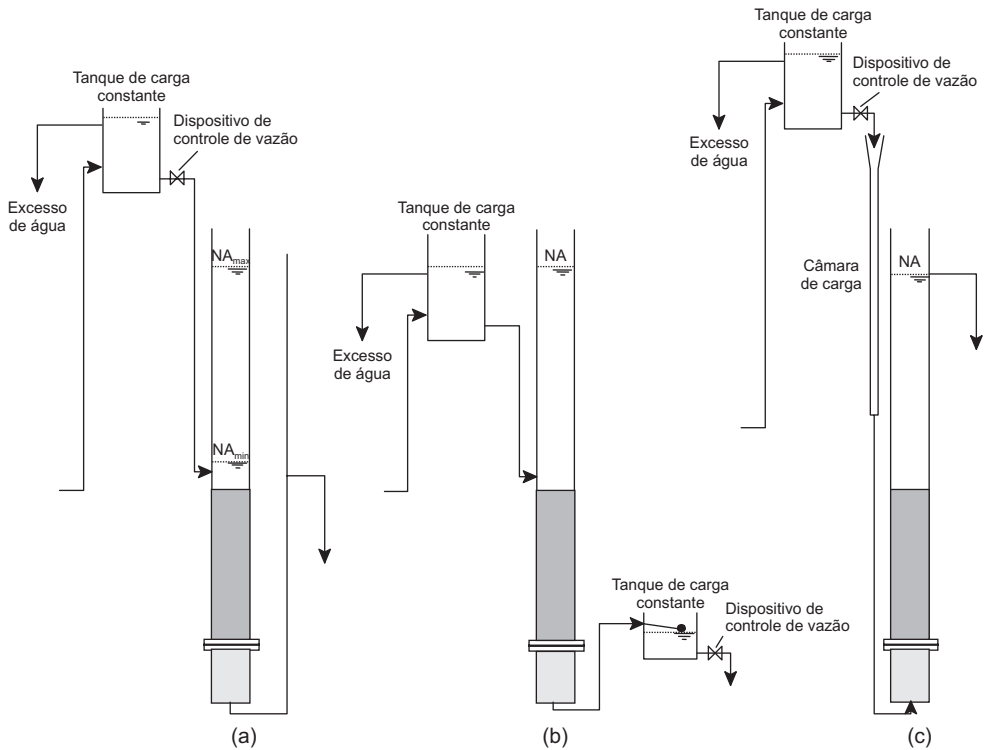 Tanque de carga
constante
Dispositivo de
controle de vazão
Excesso
de água
NAmax
NAmin
(a)
Tanque de carga
constante
NA
Excesso
de água
Tanque de carga
constante
Dispositivo de
controle de vazão
(b)
Tanque de carga
constante
Dispositivo de
controle de vazão
Excesso
de água
Câmara
de carga
NA
(c)